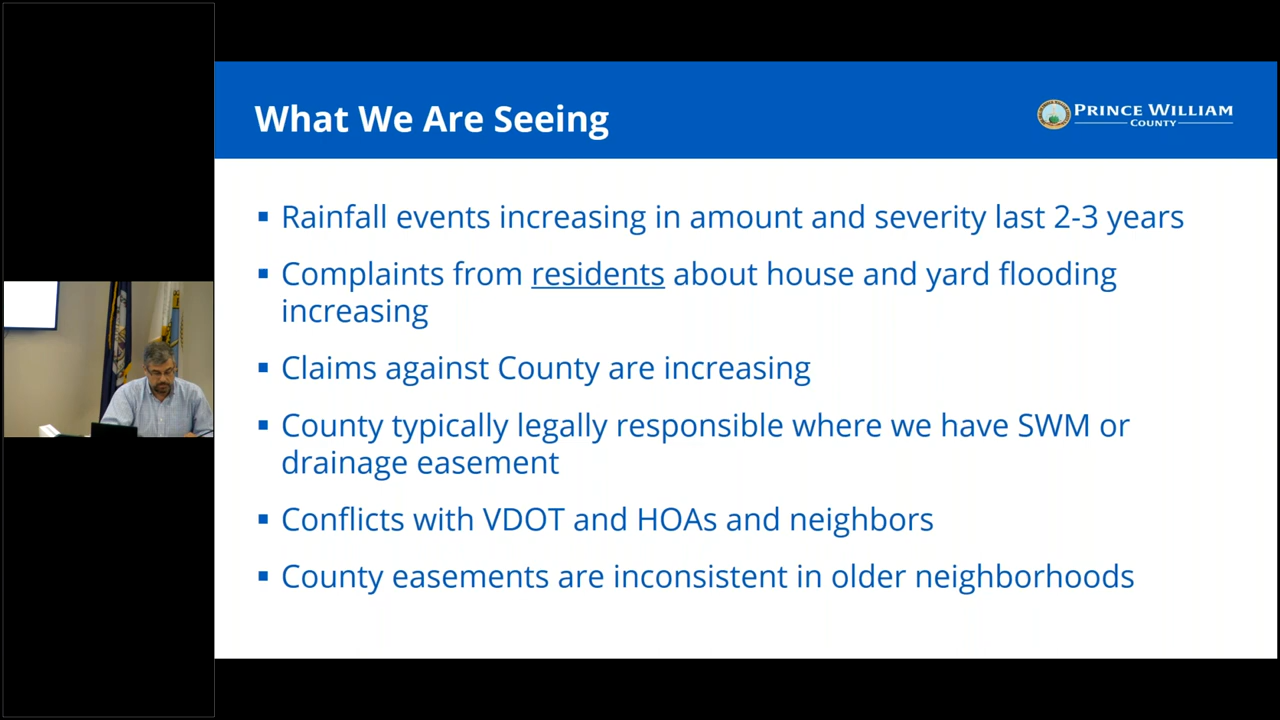 What We Are Seeing
PRINCE WILLIAM
COUNTY
▪ Rainfall events increasing in amount and severity last 2-3 years
▪ Complaints from residents about house and yard flooding
increasing
▪ Claims against County are increasing
▪ County typically legally responsible where we have SWM or
drainage easement
▪ Conflicts with VDOT and HOAs and neighbors
▪ County easements are inconsistent in older neighborhoods